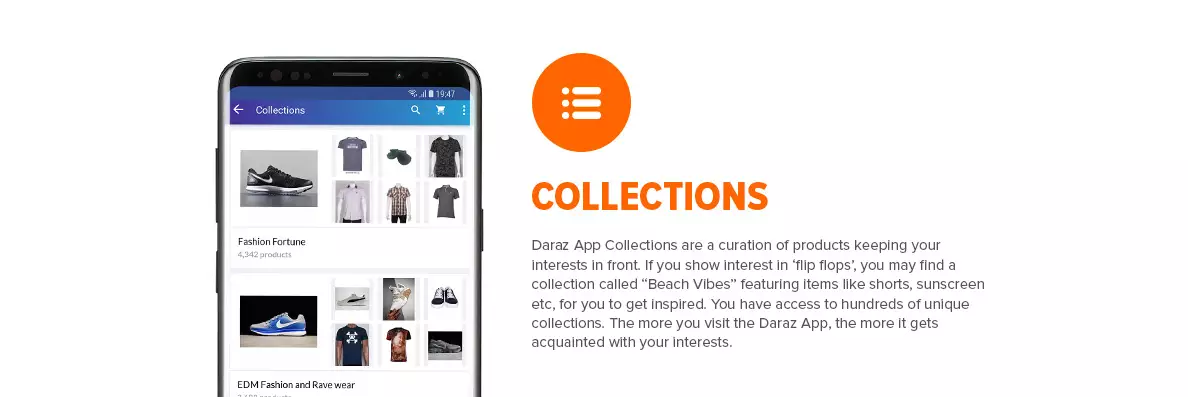 19:47
Collections
Fashion Fortune
4,342 products
EDM Fashion and Rave wear
COLLECTIONS
Daraz App Collections are a curation of products keeping your
interests in front. If you show interest in ‘flip flops’, you may find a
collection called “Beach Vibes” featuring items like shorts, sunscreen
etc, for you to get inspired. You have access to hundreds of unique
collections. The more you visit the Daraz App, the more it gets
acquainted with your interests.